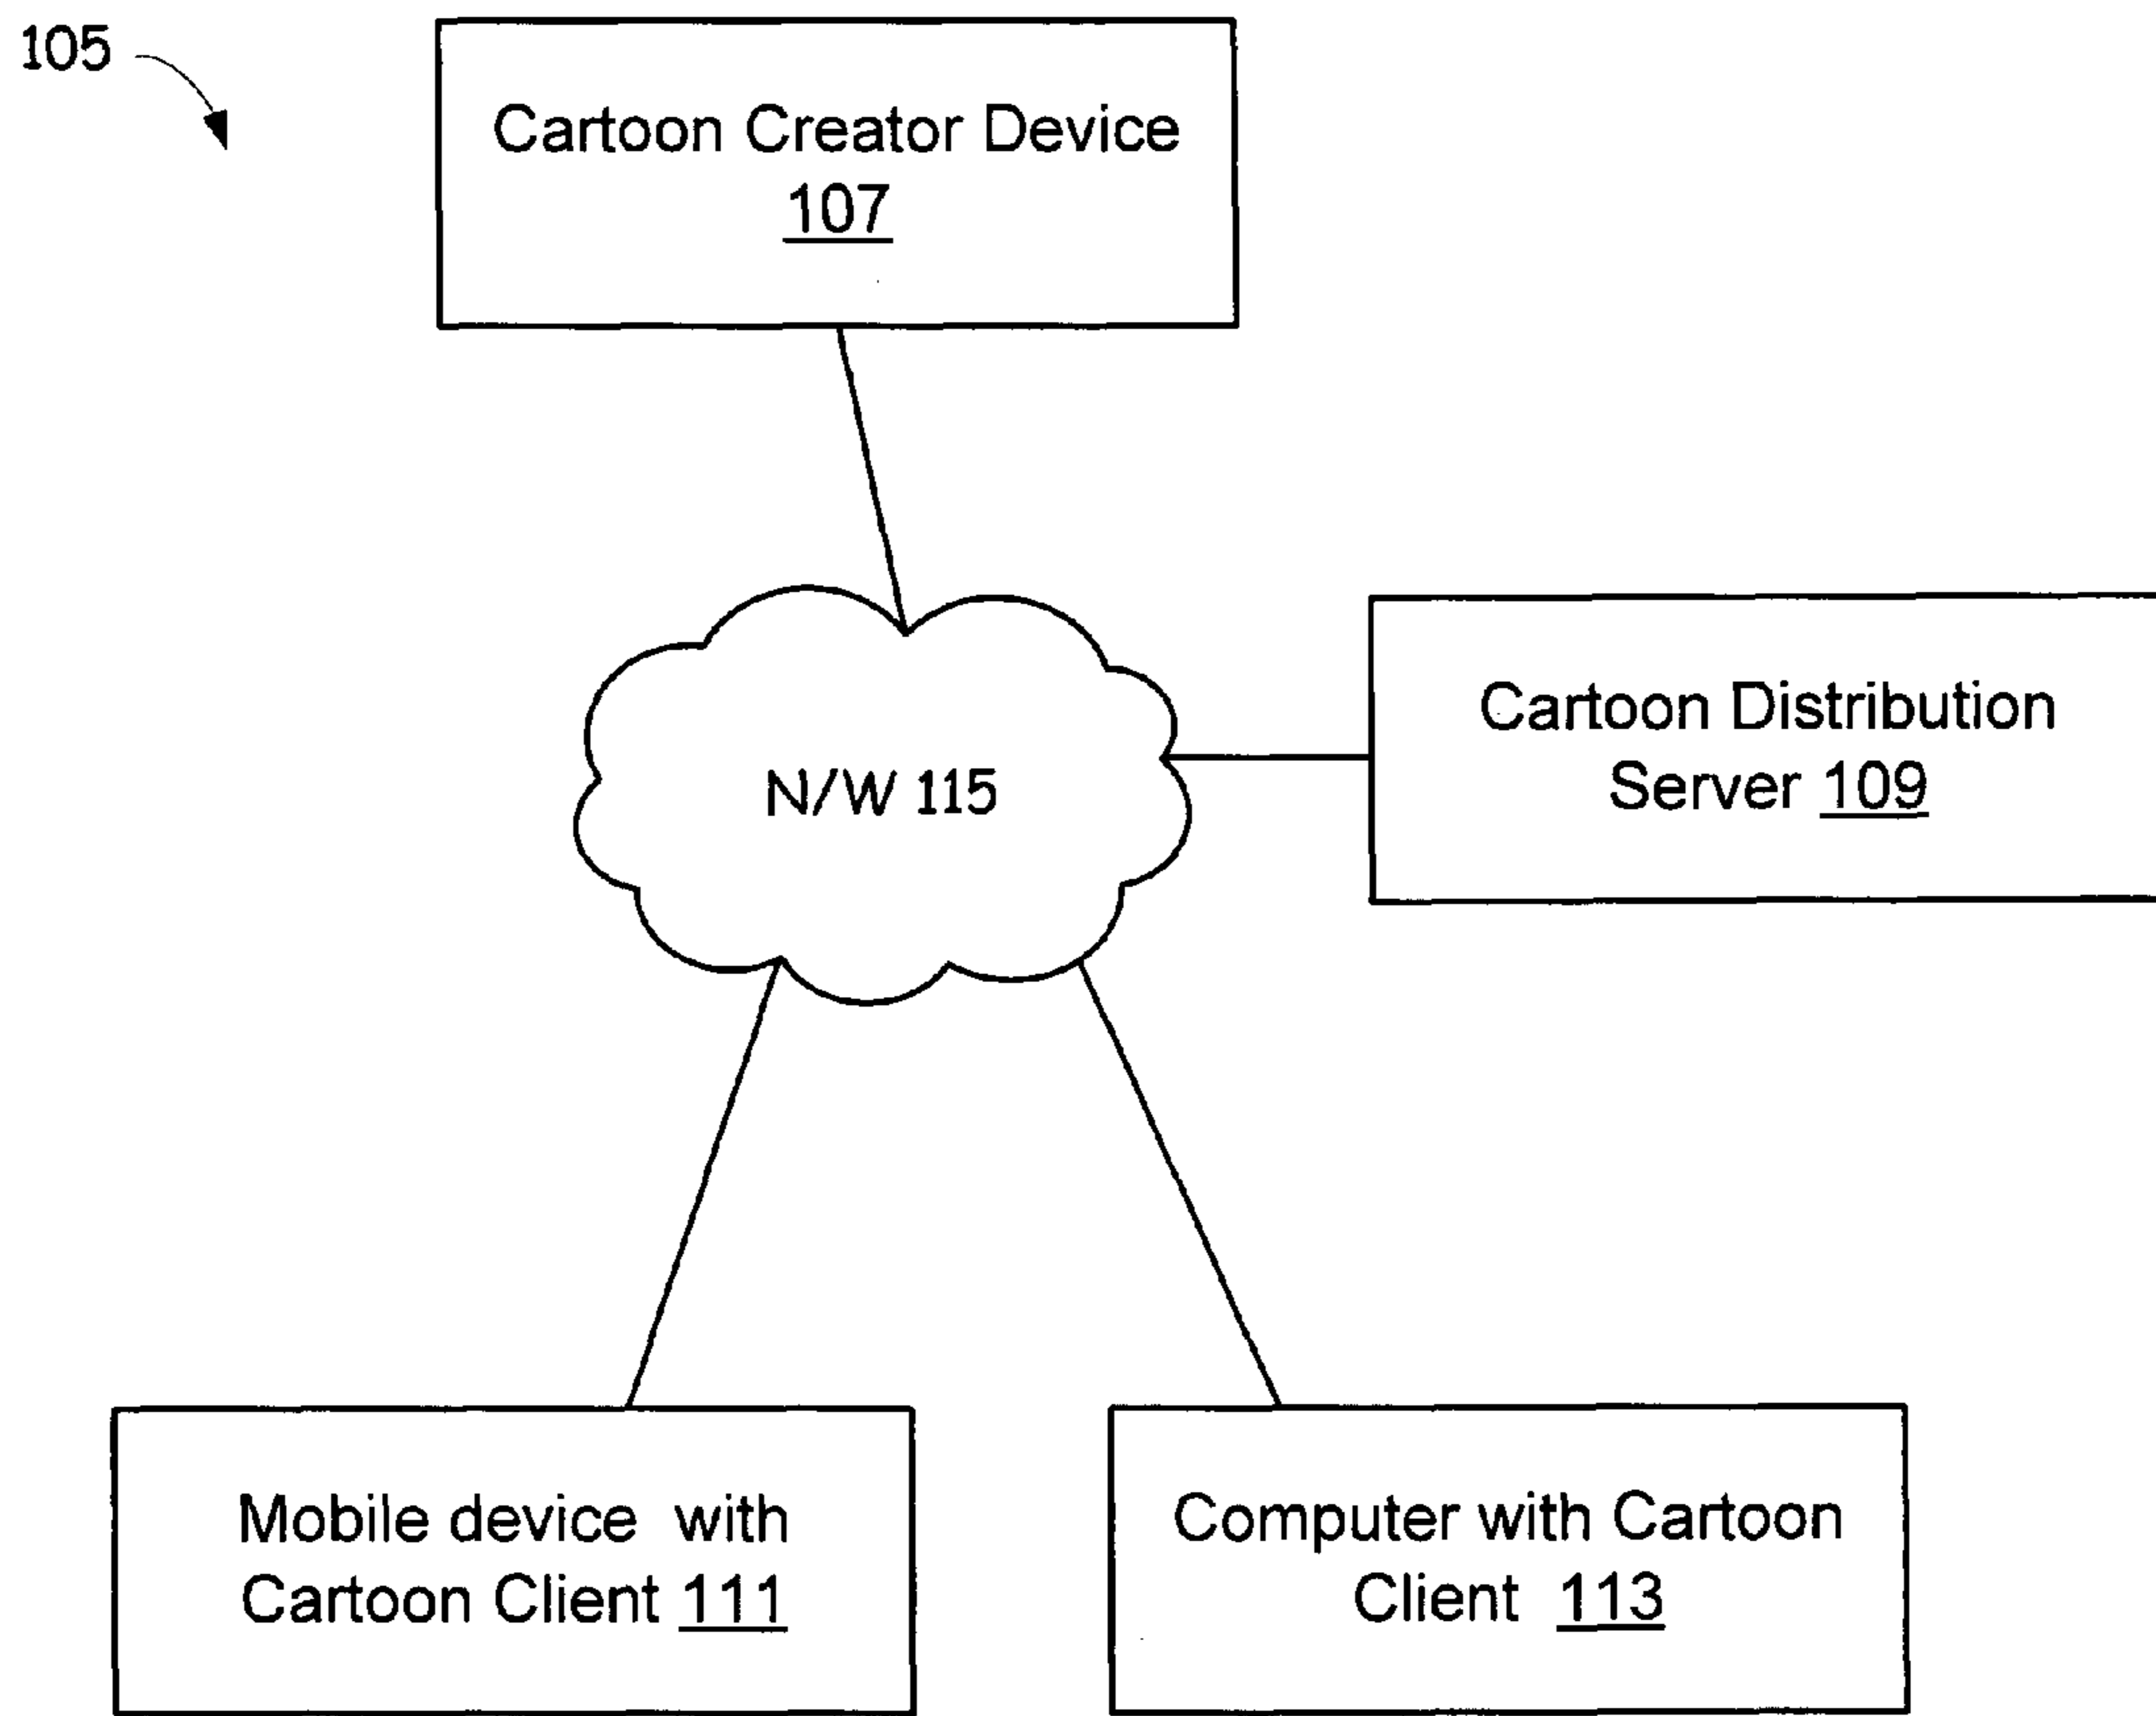 105
Cartoon Creator Device
107
N/W 115
Cartoon Distribution
Server 109
Mobile device with
Cartoon Client 111
Computer with Cartoon
Client 113